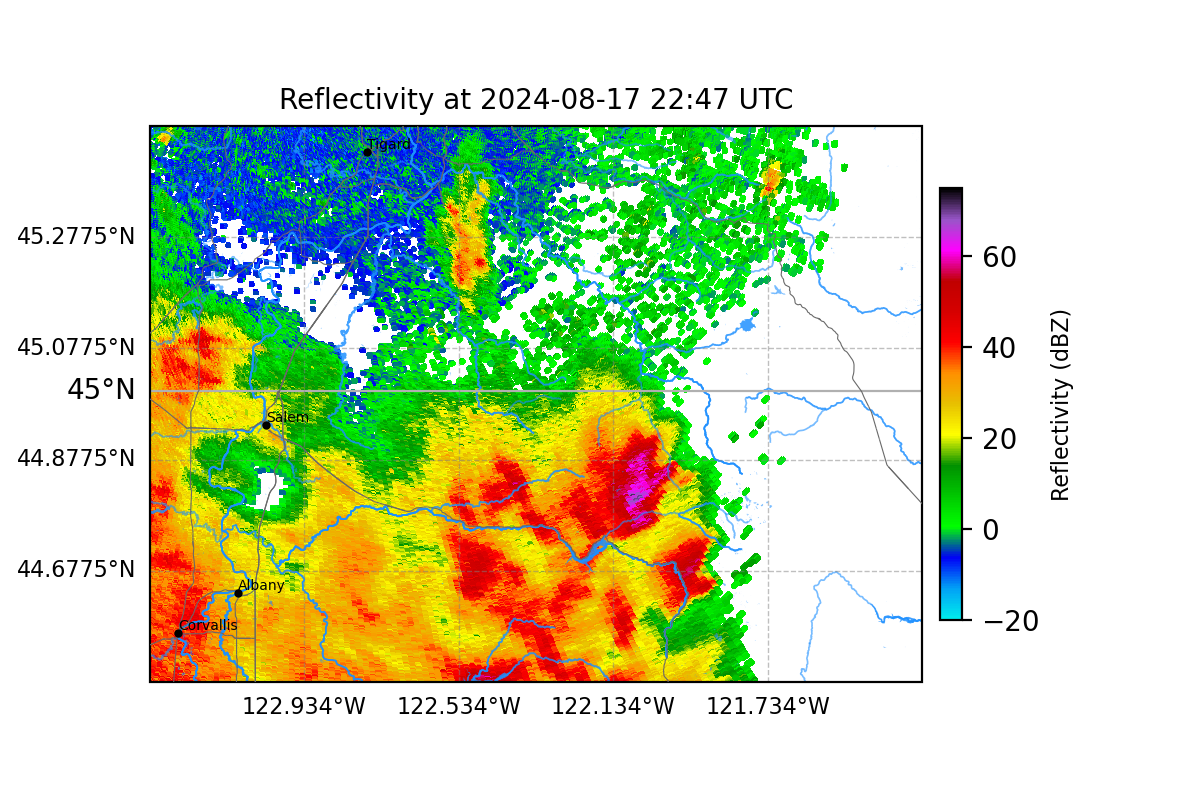 Reflectivity at 2024-08-17 22:47 UTC
Tigard
45.2775°N
45.0775°N
45°N
Salem
44.8775°N
44.6775°N
Albany
Corvallis
122.934°W 122.534°W 122.134°W 121.734°W
60
40
20
0
−20
Reflectivity (dBZ)